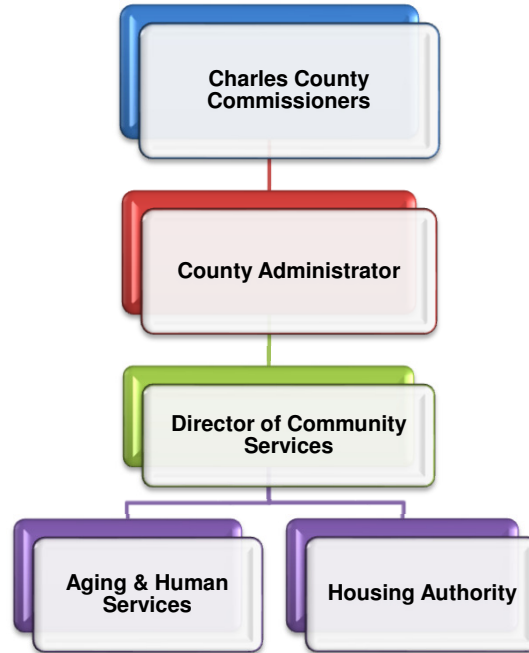 Charles County
Commissioners
County Administrator
Director of Community
Services
Aging & Human
Services
Housing Authority